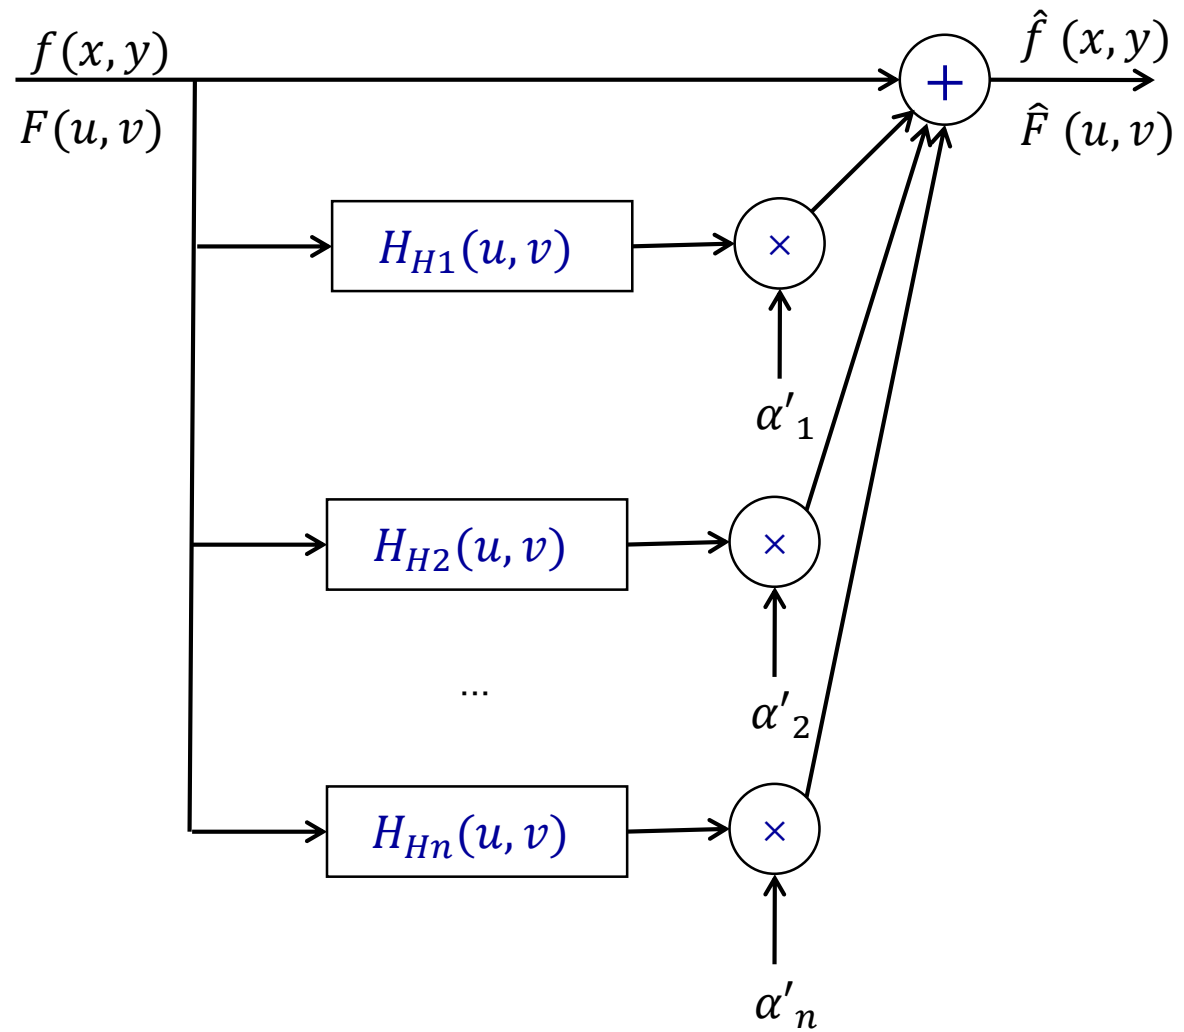 f(x, y)
F(u, v)
+
f̂ (x, y)
F̂ (u, v)
H_{H1}(u, v)
×
α′_1
H_{H2}(u, v)
×
α′_2
...
H_{Hn}(u, v)
×
α′_n